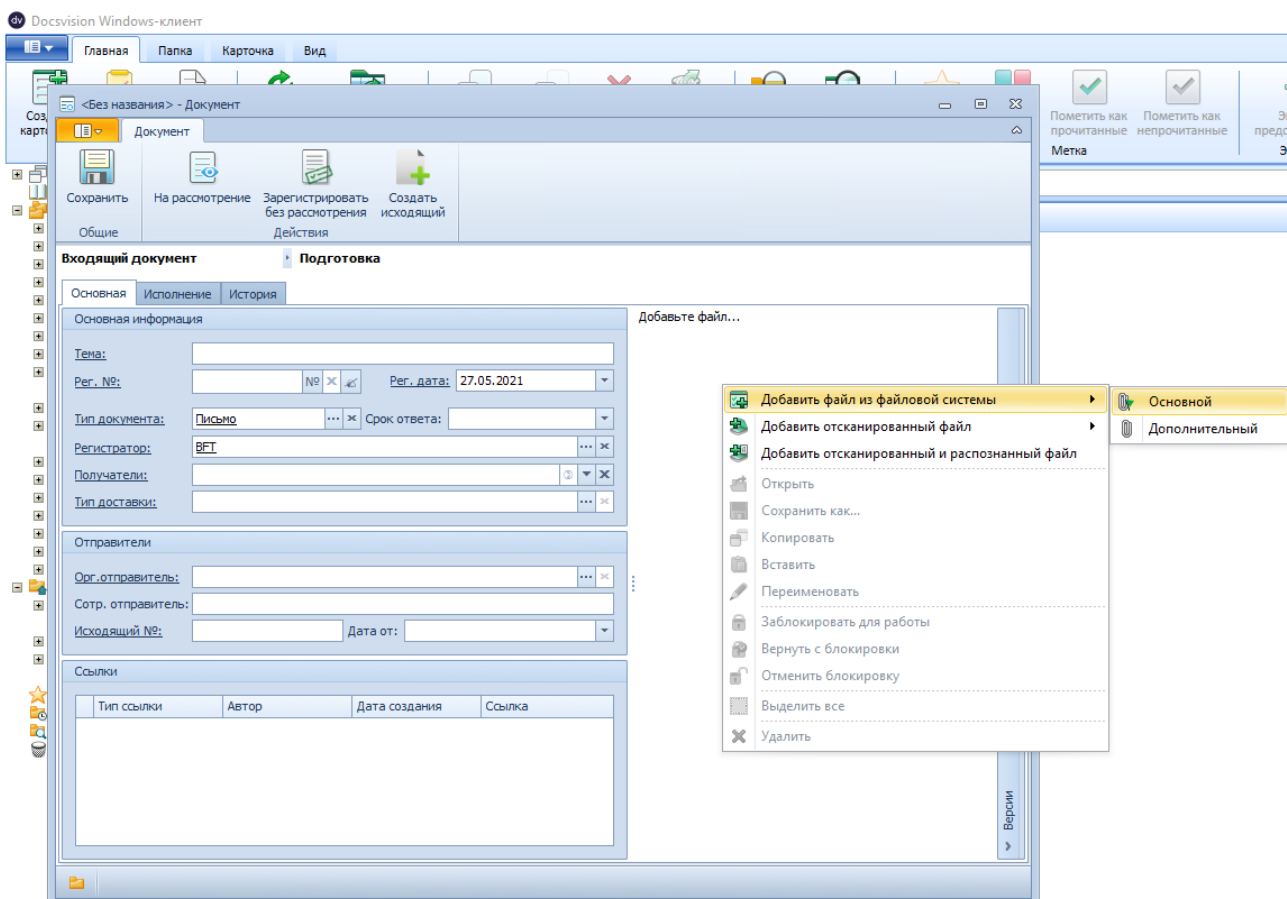 dv Docsvision Windows-клиент
Главная Папка Карточка Вид
Пометить как прочитанные
Пометить как непрочитанные
Метка
<Без названия> - Документ
Документ
Сохранить
На рассмотрение
Зарегистрировать без рассмотрения
Создать исходящий
Общие
Действия
Входящий документ
Подготовка
Основная Исполнение История
Основная информация
Тема:
Рег. №: № Рег. дата: 27.05.2021
Тип документа: Письмо Срок ответа:
Регистратор: BFT
Получатели:
Тип доставки:
Отправители
Орг.отправитель:
Сотр. отправитель:
Исходящий №: Дата от:
Ссылки
Тип ссылки Автор Дата создания Ссылка
Добавьте файл...
Добавить файл из файловой системы
Добавить отсканированный файл
Добавить отсканированный и распознанный файл
Открыть
Сохранить как...
Копировать
Вставить
Переименовать
Заблокировать для работы
Вернуть с блокировки
Отменить блокировку
Выделить все
Удалить
Основной
Дополнительный
Версии